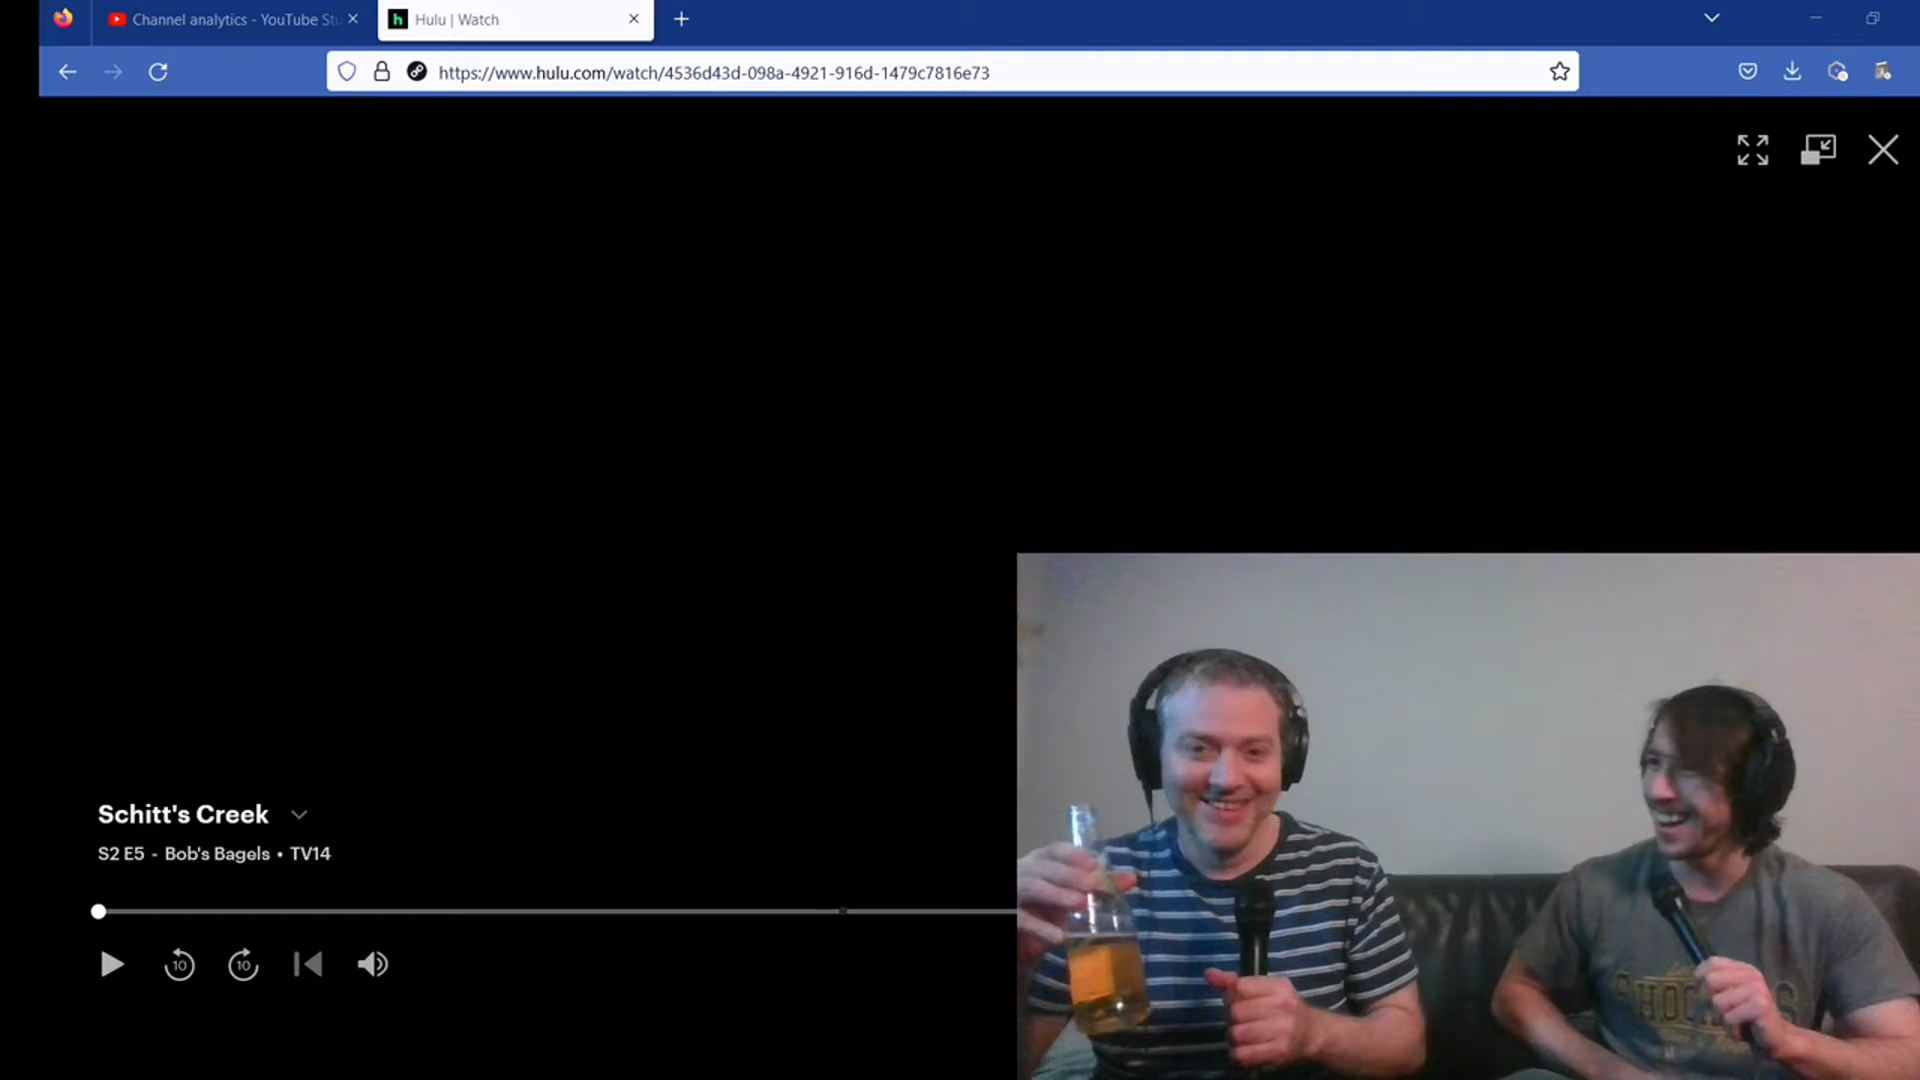 Channel analytics - YouTube Stu
h Hulu | Watch
https://www.hulu.com/watch/4536d43d-098a-4921-916d-1479c7816e73
Schitt's Creek
S2 E5 - Bob's Bagels • TV14
10 10